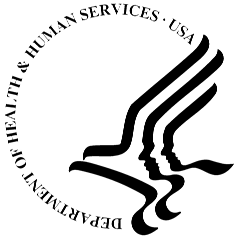 DEPARTMENT OF HEALTH & HUMAN SERVICES · USA